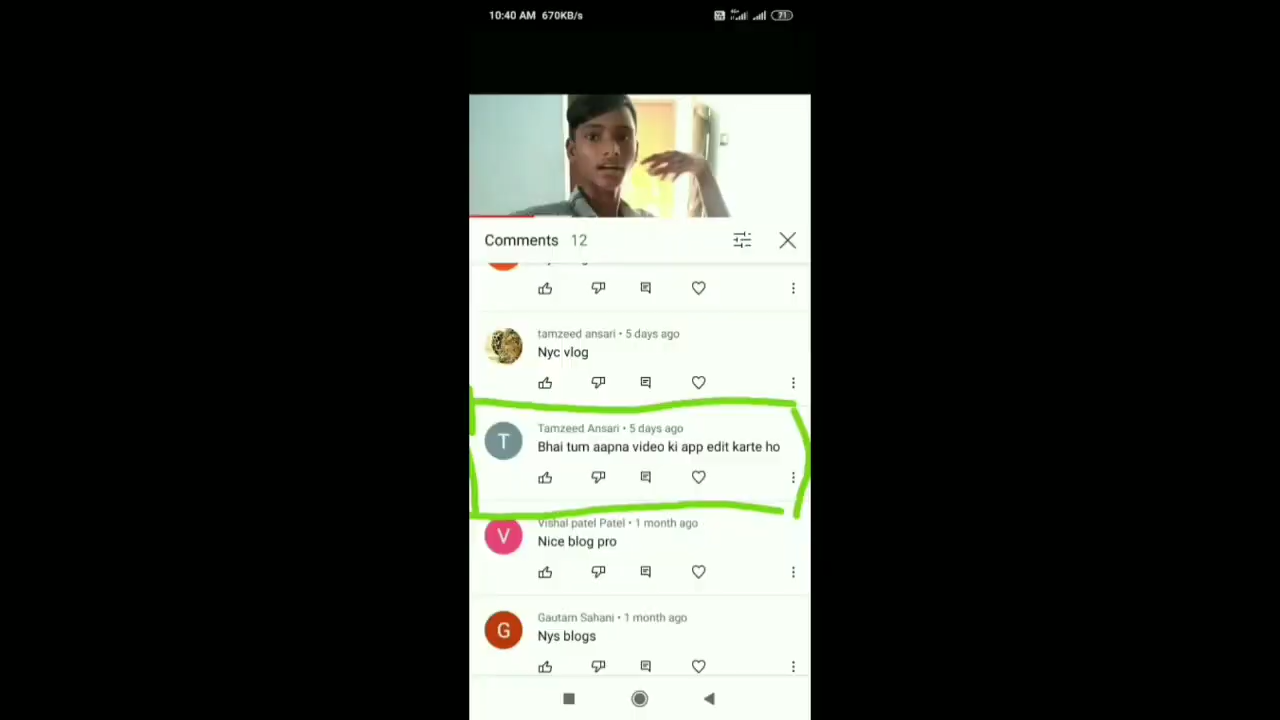 10:40 AM 670KB/s
71
Comments 12
tamzeed ansari • 5 days ago
Nyc vlog
Tamzeed Ansari • 5 days ago
T
Bhai tum aapna video ki app edit karte ho
Vishal patel Patel • 1 month ago
V
Nice blog pro
Gautam Sahani • 1 month ago
G
Nys blogs